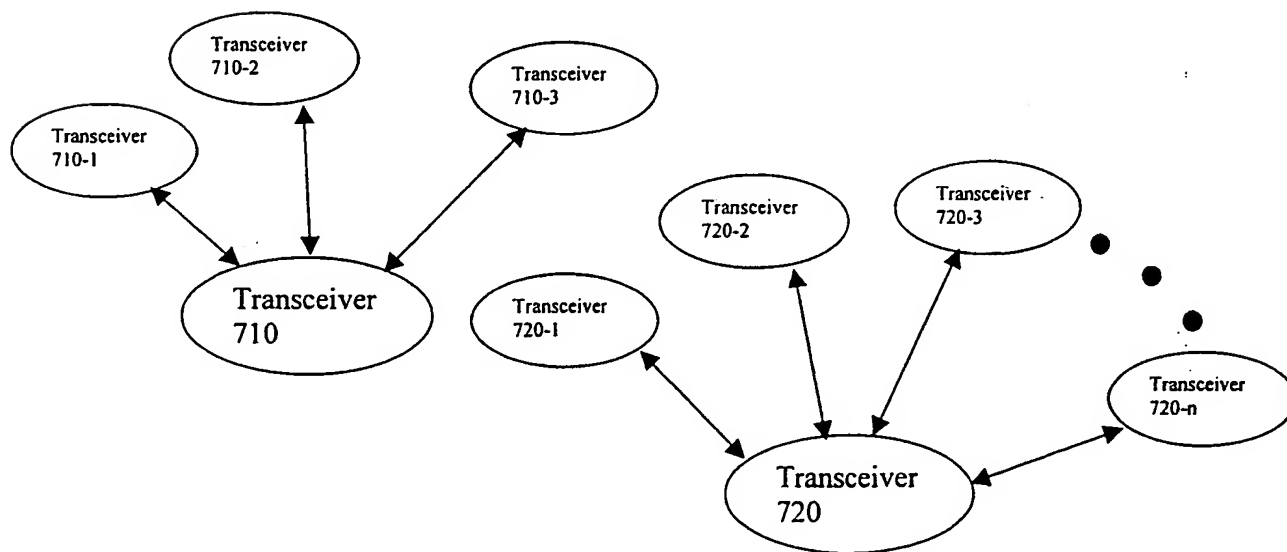 Transceiver
710-2
Transceiver
710-3
Transceiver
710-1
Transceiver
720-3
Transceiver
720-2
Transceiver
710
Transceiver
720-1
Transceiver
720-n
Transceiver
720